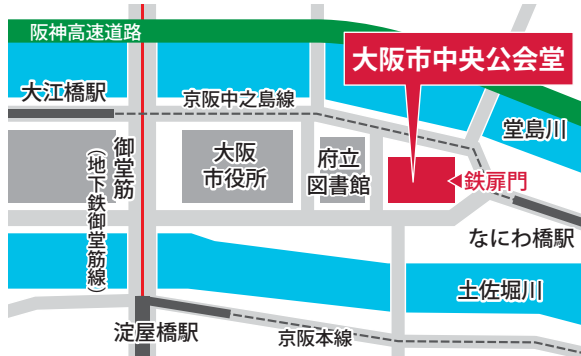 阪神高速道路
大阪市中央公会堂
大江橋駅
京阪中之島線
堂島川
御堂筋
(地下鉄御堂筋線)
大阪
市役所
府立
図書館
鉄扉門
なにわ橋駅
土佐堀川
淀屋橋駅
京阪本線